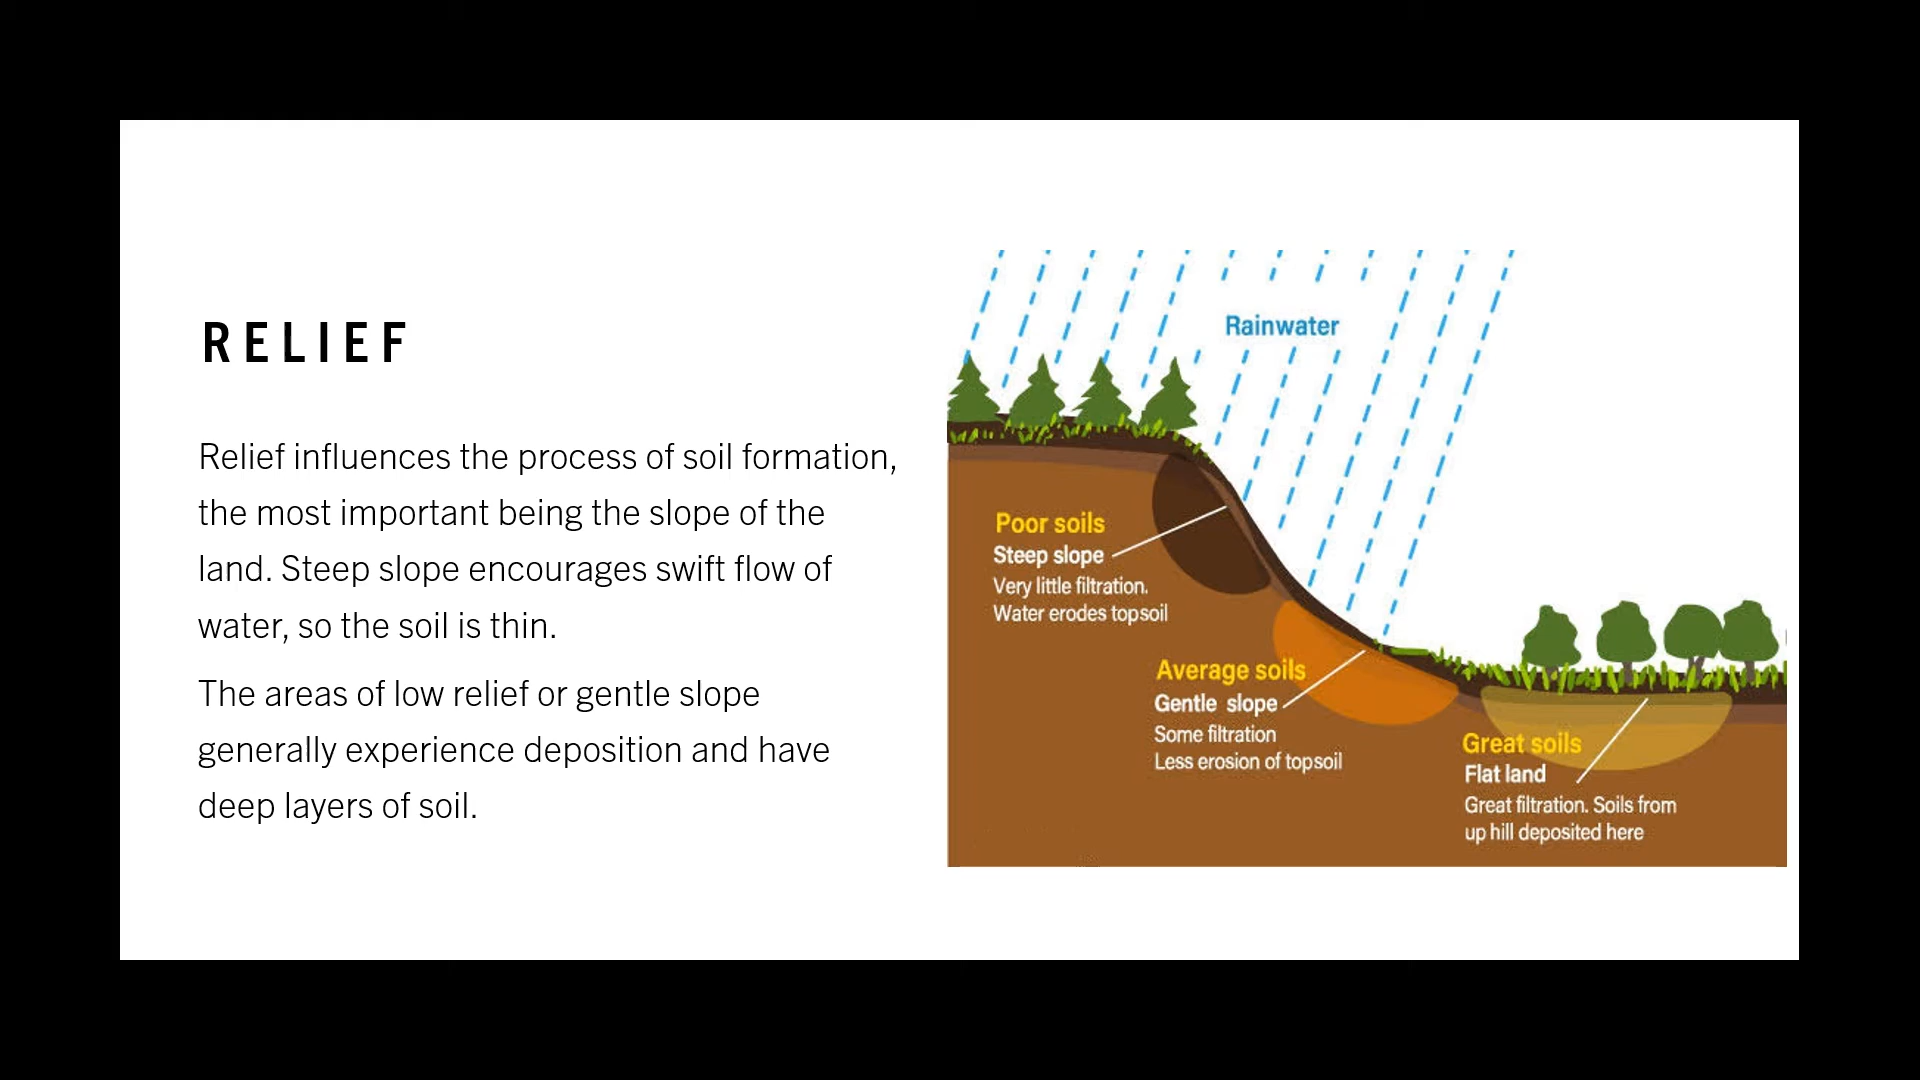 RELIEF
Relief influences the process of soil formation,
the most important being the slope of the
land. Steep slope encourages swift flow of
water, so the soil is thin.
The areas of low relief or gentle slope
generally experience deposition and have
deep layers of soil.
Rainwater
Poor soils
Steep slope
Very little filtration.
Water erodes topsoil
Average soils
Gentle slope
Some filtration
Less erosion of topsoil
Great soils
Flat land
Great filtration. Soils from
up hill deposited here